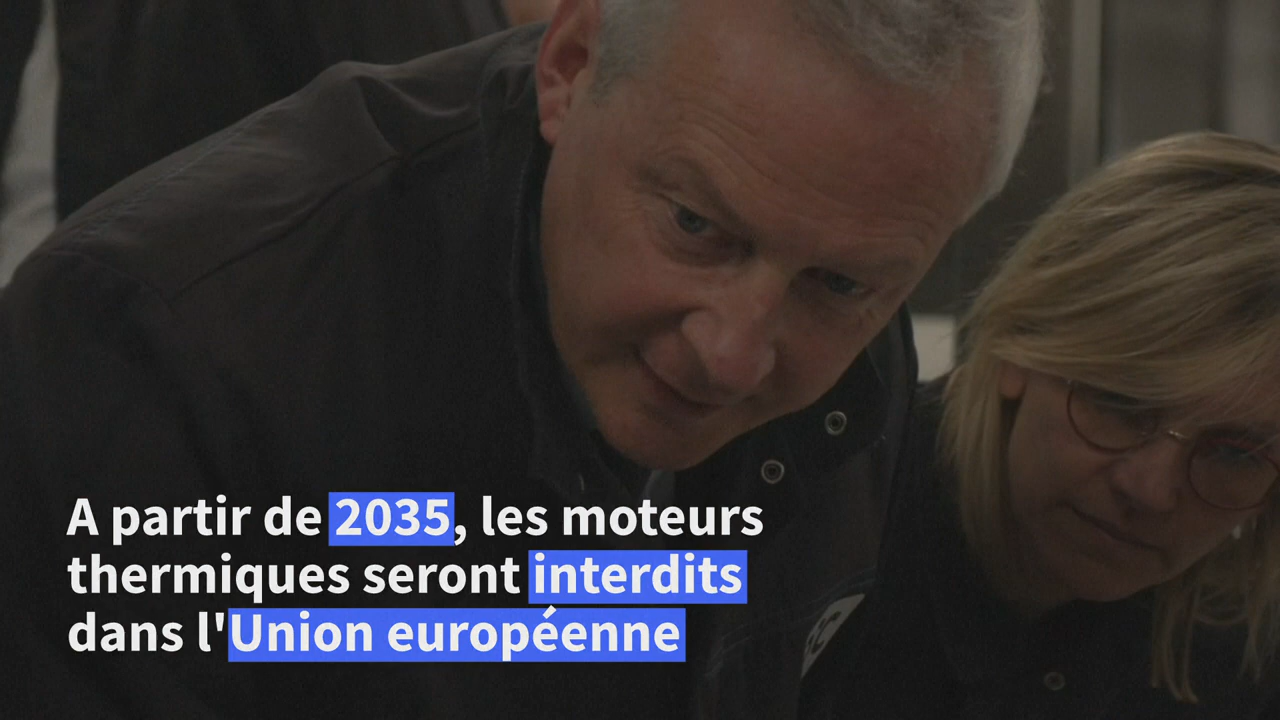 A partir de 2035, les moteurs
thermiques seront interdits
dans l'Union européenne